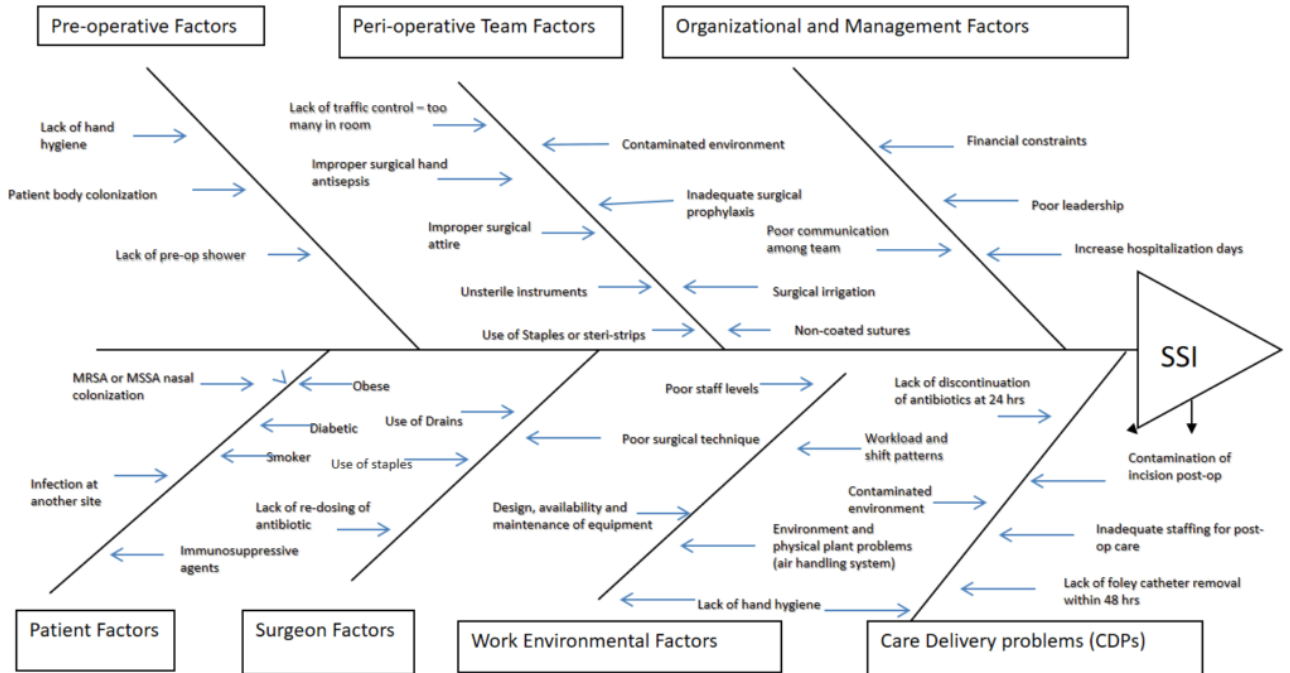 Pre-operative Factors
Peri-operative Team Factors
Organizational and Management Factors
Lack of hand
hygiene
Patient body colonization
Lack of pre-op shower
Lack of traffic control – too
many in room
Improper surgical hand
antisepsis
Improper surgical
attire
Unsterile instruments
Use of Staples or steri-strips
Contaminated environment
Inadequate surgical
prophylaxis
Surgical irrigation
Non-coated sutures
Poor communication
among team
Financial constraints
Poor leadership
Increase hospitalization days
SSI
MRSA or MSSA nasal
colonization
Infection at
another site
Obese
Diabetic
Smoker
Immunosuppressive
agents
Use of Drains
Use of staples
Lack of re-dosing of
antibiotic
Poor surgical technique
Poor staff levels
Design, availability and
maintenance of equipment
Workload and
shift patterns
Environment and
physical plant problems
(air handling system)
Lack of hand hygiene
Lack of discontinuation
of antibiotics at 24 hrs
Contaminated
environment
Contamination of
incision post-op
Inadequate staffing for post-
op care
Lack of foley catheter removal
within 48 hrs
Patient Factors
Surgeon Factors
Work Environmental Factors
Care Delivery problems (CDPs)